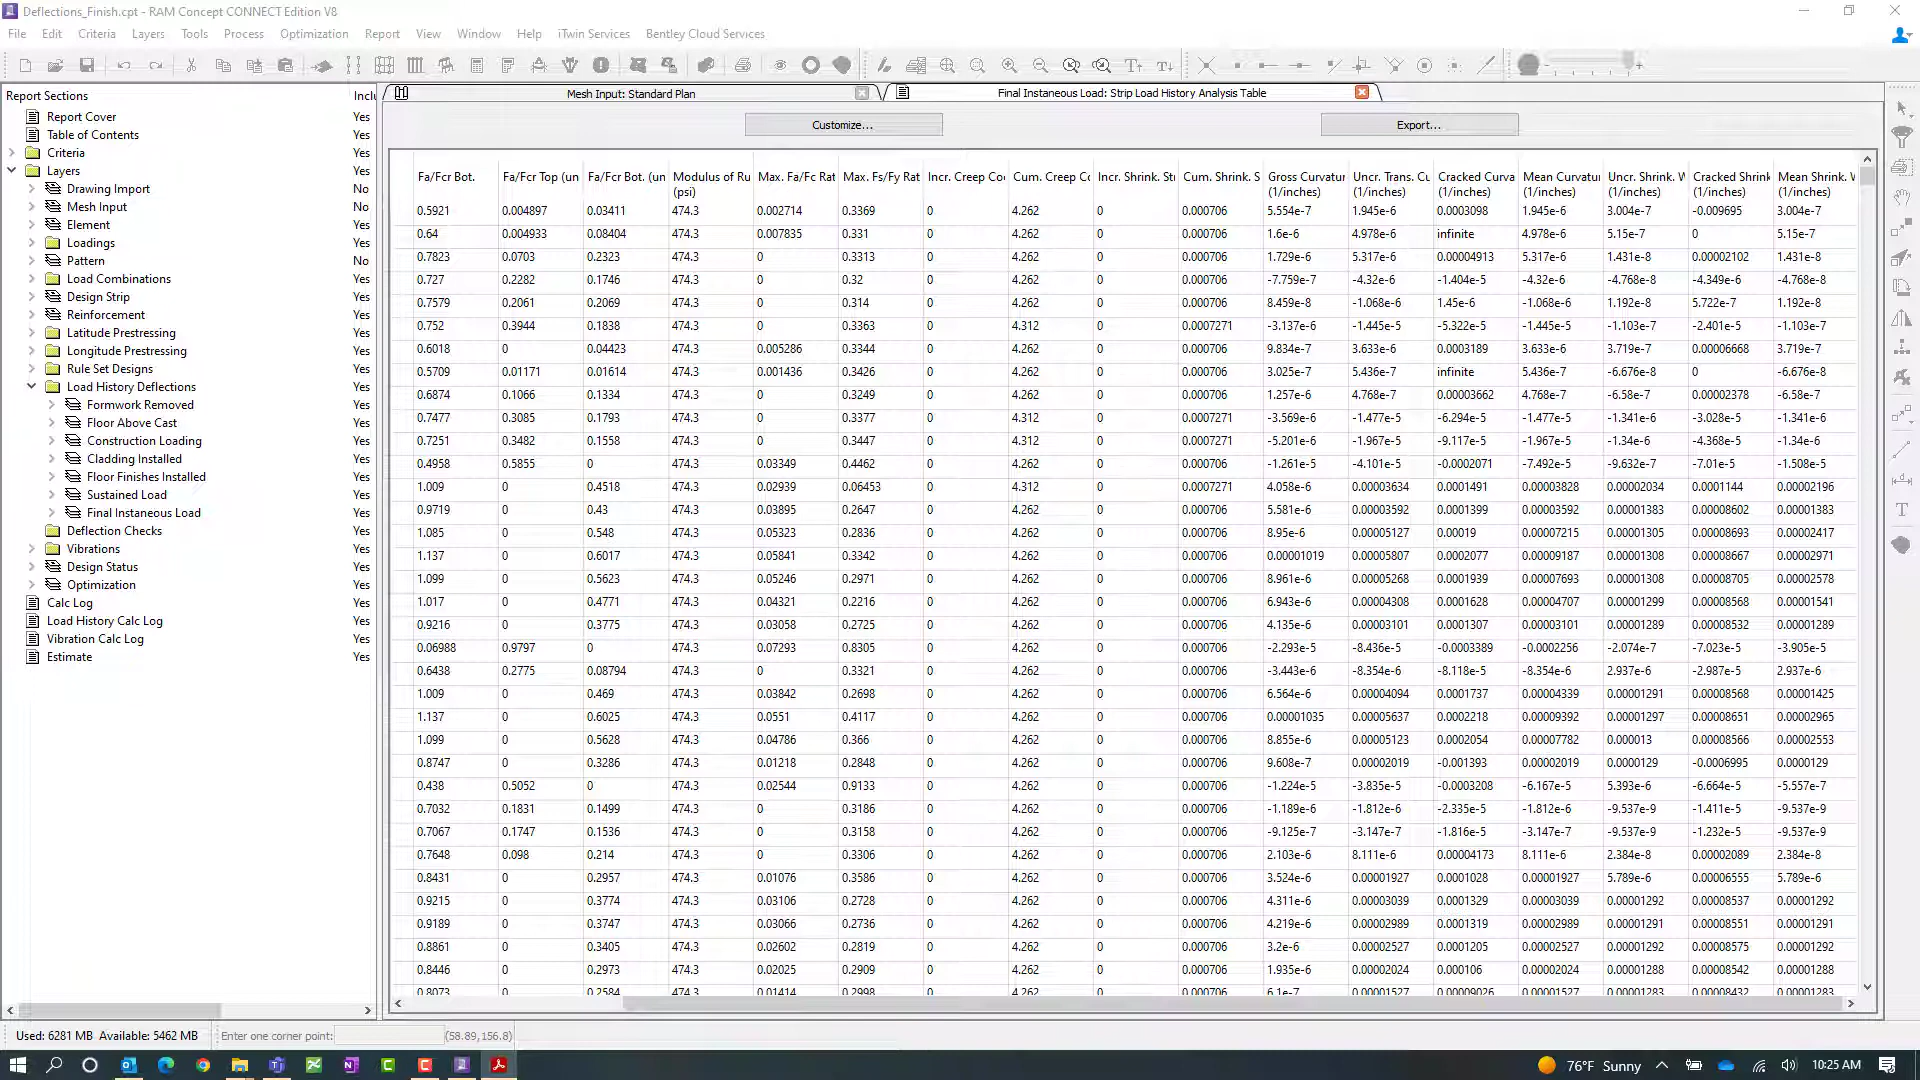 Deflections_Finish.cpt - RAM Concept CONNECT Edition V8
File Edit Criteria Layers Tools Process Optimization Report View Window Help iTwin Services Bentley Cloud Services
Report Sections Inclu
Report Cover Yes
Table of Contents Yes
Criteria Yes
Layers Yes
Drawing Import No
Mesh Input No
Element Yes
Loadings Yes
Pattern No
Load Combinations Yes
Design Strip Yes
Reinforcement Yes
Latitude Prestressing Yes
Longitude Prestressing Yes
Rule Set Designs Yes
Load History Deflections Yes
Formwork Removed Yes
Floor Above Cast Yes
Construction Loading Yes
Cladding Installed Yes
Floor Finishes Installed Yes
Sustained Load Yes
Final Instaneous Load Yes
Deflection Checks Yes
Vibrations Yes
Design Status Yes
Optimization Yes
Calc Log Yes
Load History Calc Log Yes
Vibration Calc Log Yes
Estimate Yes
Mesh Input: Standard Plan
Final Instaneous Load: Strip Load History Analysis Table
Customize... Export...
Fa/Fcr Bot. Fa/Fcr Top (un Fa/Fcr Bot. (un Modulus of Ru Max. Fa/Fc Rat Max. Fs/Fy Rat Incr. Creep Co Cum. Creep Co Incr. Shrink. St Cum. Shrink. S Gross Curvatur Uncr. Trans. Cu Cracked Curva Mean Curvatur Uncr. Shrink. W Cracked Shrink Mean Shrink. W
(psi) (1/inches) (1/inches) (1/inches) (1/inches) (1/inches) (1/inches) (1/inches)
0.5921 0.004897 0.03411 474.3 0.002714 0.3369 0 4.262 0 0.000706 5.554e-7 1.945e-6 0.0003098 1.945e-6 3.004e-7 -0.009695 3.004e-7
0.64 0.004933 0.08404 474.3 0.007835 0.331 0 4.262 0 0.000706 1.6e-6 4.978e-6 infinite 4.978e-6 5.15e-7 0 5.15e-7
0.7823 0.0703 0.2323 474.3 0 0.3313 0 4.262 0 0.000706 1.729e-6 5.317e-6 0.00004913 5.317e-6 1.431e-8 0.00002102 1.431e-8
0.727 0.2282 0.1746 474.3 0 0.32 0 4.262 0 0.000706 -7.759e-7 -4.32e-6 -1.404e-5 -4.32e-6 -4.768e-8 -4.349e-6 -4.768e-8
0.7579 0.2061 0.2069 474.3 0 0.314 0 4.262 0 0.000706 8.459e-8 -1.068e-6 1.45e-6 -1.068e-6 1.192e-8 5.722e-7 1.192e-8
0.752 0.3944 0.1838 474.3 0 0.3363 0 4.312 0 0.0007271 -3.137e-6 -1.445e-5 -5.322e-5 -1.445e-5 -1.103e-7 -2.401e-5 -1.103e-7
0.6018 0 0.04423 474.3 0.005286 0.3344 0 4.262 0 0.000706 9.834e-7 3.633e-6 0.0003189 3.633e-6 3.719e-7 0.00006668 3.719e-7
0.5709 0.01171 0.01614 474.3 0.001436 0.3426 0 4.262 0 0.000706 3.025e-7 5.436e-7 infinite 5.436e-7 -6.676e-8 0 -6.676e-8
0.6874 0.1066 0.1334 474.3 0 0.3249 0 4.262 0 0.000706 1.257e-6 4.768e-7 0.00003662 4.768e-7 -6.58e-7 0.00002378 -6.58e-7
0.7477 0.3085 0.1793 474.3 0 0.3377 0 4.312 0 0.0007271 -3.569e-6 -1.477e-5 -6.294e-5 -1.477e-5 -1.341e-6 -3.028e-5 -1.341e-6
0.7251 0.3482 0.1558 474.3 0 0.3447 0 4.312 0 0.0007271 -5.201e-6 -1.967e-5 -9.117e-5 -1.967e-5 -1.34e-6 -4.368e-5 -1.34e-6
0.4958 0.5855 0 474.3 0.03349 0.4462 0 4.262 0 0.000706 -1.261e-5 -4.101e-5 -0.0002071 -7.492e-5 -9.632e-7 -7.01e-5 -1.508e-5
1.009 0 0.4518 474.3 0.02939 0.06453 0 4.312 0 0.0007271 4.058e-6 0.00003634 0.0001491 0.00003828 0.00002034 0.0001144 0.00002196
0.9719 0 0.43 474.3 0.03895 0.2647 0 4.262 0 0.000706 5.581e-6 0.00003592 0.0001399 0.00003592 0.00001383 0.00008602 0.00001383
1.085 0 0.548 474.3 0.05323 0.2836 0 4.262 0 0.000706 8.95e-6 0.00005127 0.00019 0.00007215 0.00001305 0.00008693 0.00002417
1.137 0 0.6017 474.3 0.05841 0.3342 0 4.262 0 0.000706 0.00001019 0.00005807 0.0002077 0.00009187 0.00001308 0.00008667 0.00002971
1.099 0 0.5623 474.3 0.05246 0.2971 0 4.262 0 0.000706 8.961e-6 0.00005268 0.0001939 0.00007693 0.00001308 0.00008705 0.00002578
1.017 0 0.4771 474.3 0.04321 0.2216 0 4.262 0 0.000706 6.943e-6 0.00004308 0.0001628 0.00004707 0.00001299 0.00008568 0.00001541
0.9216 0 0.3775 474.3 0.03058 0.2725 0 4.262 0 0.000706 4.135e-6 0.00003101 0.0001307 0.00003101 0.00001289 0.00008532 0.00001289
0.06988 0.9797 0 474.3 0.07293 0.8305 0 4.262 0 0.000706 -2.293e-5 -8.436e-5 -0.0003389 -0.0002256 -2.074e-7 -7.023e-5 -3.905e-5
0.6438 0.2775 0.08794 474.3 0 0.3321 0 4.262 0 0.000706 -3.443e-6 -8.354e-6 -8.118e-5 -8.354e-6 2.937e-6 -2.987e-5 2.937e-6
1.009 0 0.469 474.3 0.03842 0.2698 0 4.262 0 0.000706 6.564e-6 0.00004094 0.0001737 0.00004339 0.00001291 0.00008568 0.00001425
1.137 0 0.6025 474.3 0.0551 0.4117 0 4.262 0 0.000706 0.00001035 0.00005637 0.0002218 0.00009392 0.00001297 0.00008651 0.00002965
1.099 0 0.5628 474.3 0.04786 0.366 0 4.262 0 0.000706 8.855e-6 0.00005123 0.0002054 0.00007782 0.000013 0.00008566 0.00002553
0.8747 0 0.3286 474.3 0.01218 0.2848 0 4.262 0 0.000706 9.608e-7 0.00002019 -0.001393 0.00002019 0.0000129 -0.0006995 0.0000129
0.438 0.5052 0 474.3 0.02544 0.9133 0 4.262 0 0.000706 -1.224e-5 -3.835e-5 -0.0003208 -6.167e-5 5.393e-6 -6.664e-5 -5.557e-7
0.7032 0.1831 0.1499 474.3 0 0.3186 0 4.262 0 0.000706 -1.189e-6 -1.812e-6 -2.335e-5 -1.812e-6 -9.537e-9 -1.411e-5 -9.537e-9
0.7067 0.1747 0.1536 474.3 0 0.3158 0 4.262 0 0.000706 -9.125e-7 -3.147e-7 -1.816e-5 -3.147e-7 -9.537e-9 -1.232e-5 -9.537e-9
0.7648 0.098 0.214 474.3 0 0.3306 0 4.262 0 0.000706 2.103e-6 8.111e-6 0.00004173 8.111e-6 2.384e-8 0.00002089 2.384e-8
0.8431 0 0.2957 474.3 0.01076 0.3586 0 4.262 0 0.000706 3.524e-6 0.00001927 0.0001028 0.00001927 5.789e-6 0.00006555 5.789e-6
0.9215 0 0.3774 474.3 0.03106 0.2728 0 4.262 0 0.000706 4.311e-6 0.00003039 0.0001329 0.00003039 0.00001292 0.00008537 0.00001292
0.9189 0 0.3747 474.3 0.03066 0.2736 0 4.262 0 0.000706 4.219e-6 0.00002989 0.0001319 0.00002989 0.00001291 0.00008551 0.00001291
0.8861 0 0.3405 474.3 0.02602 0.2819 0 4.262 0 0.000706 3.2e-6 0.00002527 0.0001205 0.00002527 0.00001292 0.00008575 0.00001292
0.8446 0 0.2973 474.3 0.02025 0.2909 0 4.262 0 0.000706 1.935e-6 0.00002024 0.000106 0.00002024 0.00001288 0.00008542 0.00001288
0.8073 0 0.2584 474.3 0.01414 0.2998 0 4.262 0 0.000706 6.1e-7 0.00001527 0.00009026 0.00001527 0.00001283 0.00008432 0.00001283
Used: 6281 MB Available: 5462 MB Enter one corner point: (58.89,156.8)
76°F Sunny 10:25 AM